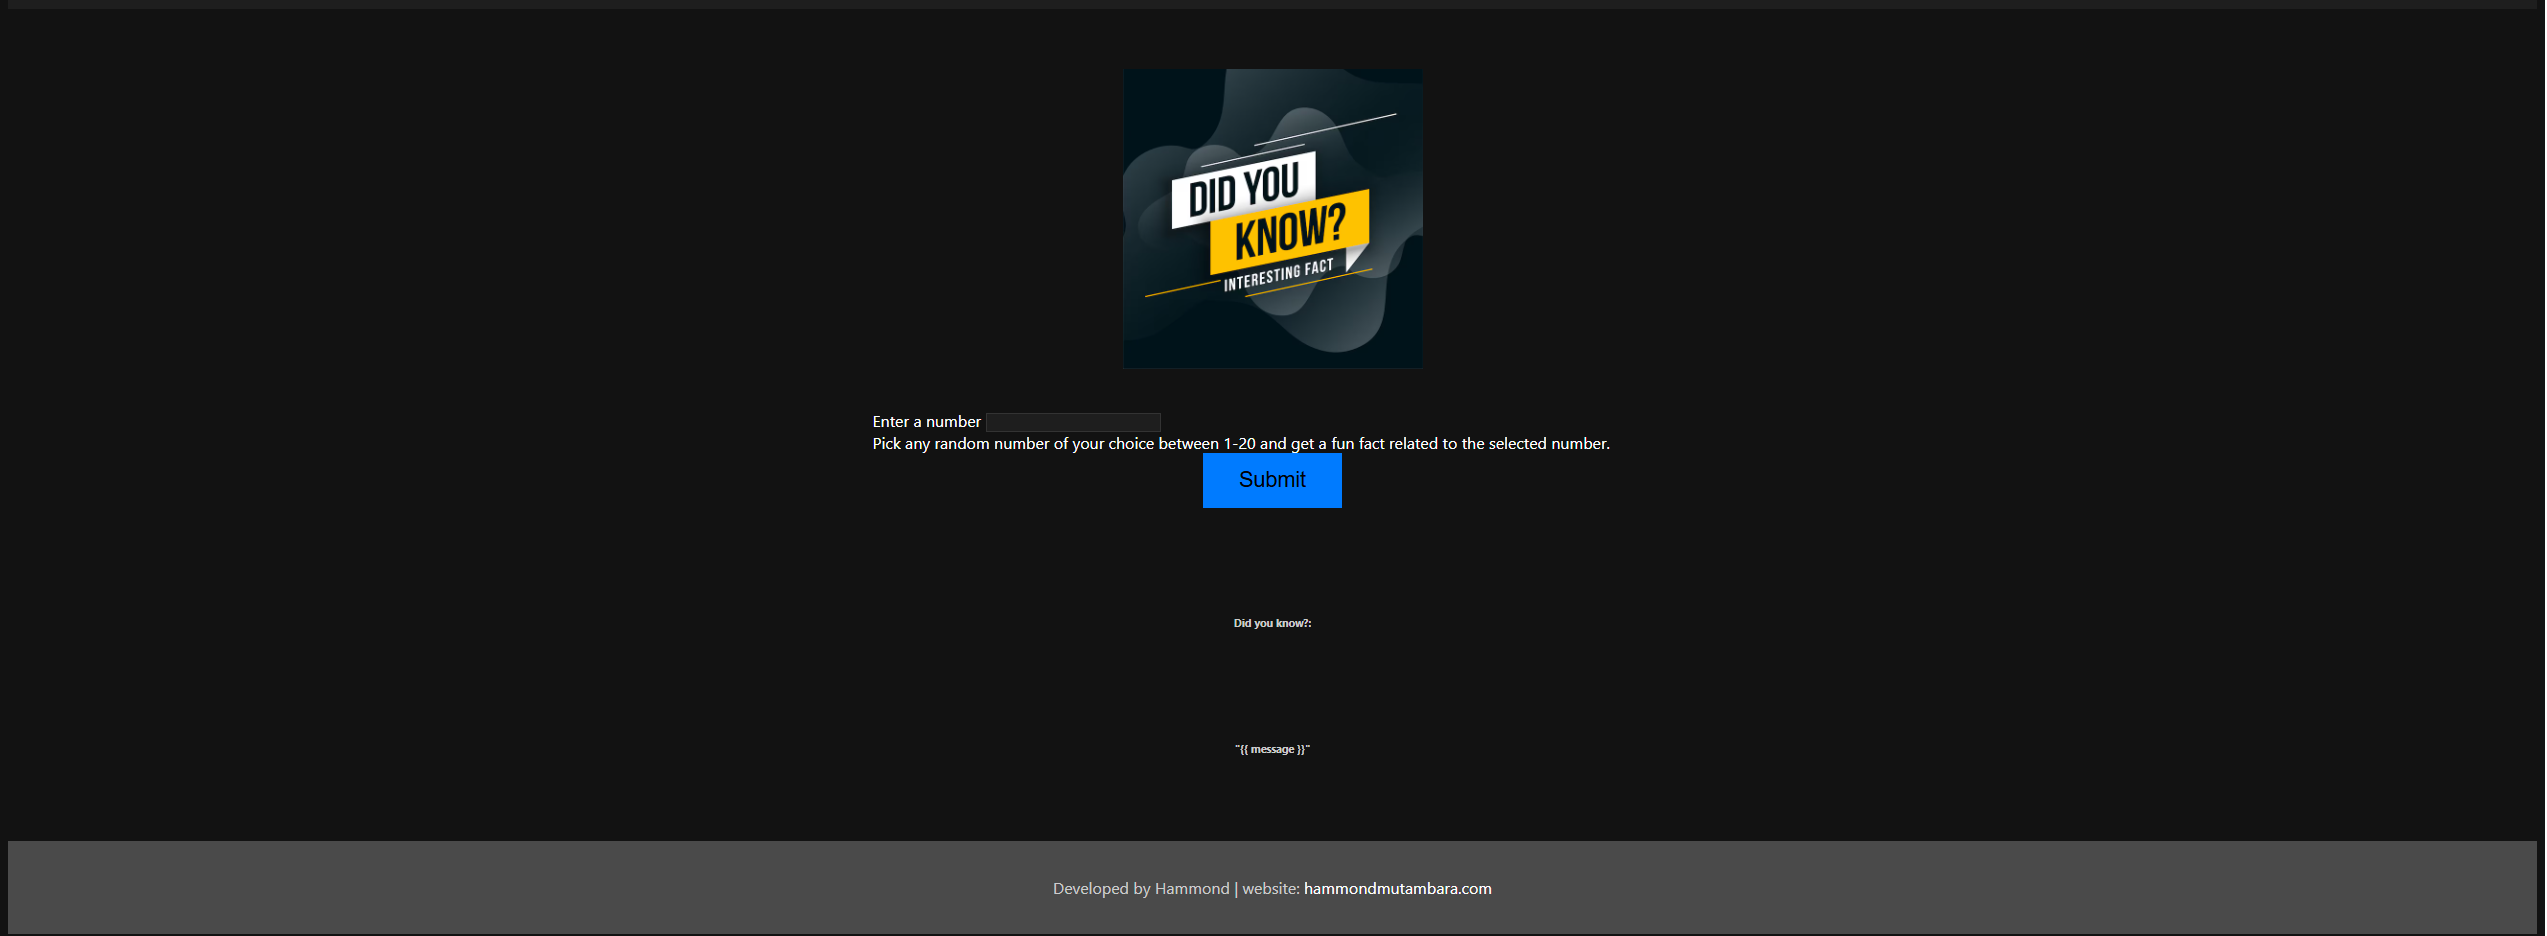 DID YOU
KNOW?
INTERESTING FACT
Enter a number
Pick any random number of your choice between 1-20 and get a fun fact related to the selected number.
Submit
Did you know?:
"{{ message }}"
Developed by Hammond | website: hammondmutambara.com